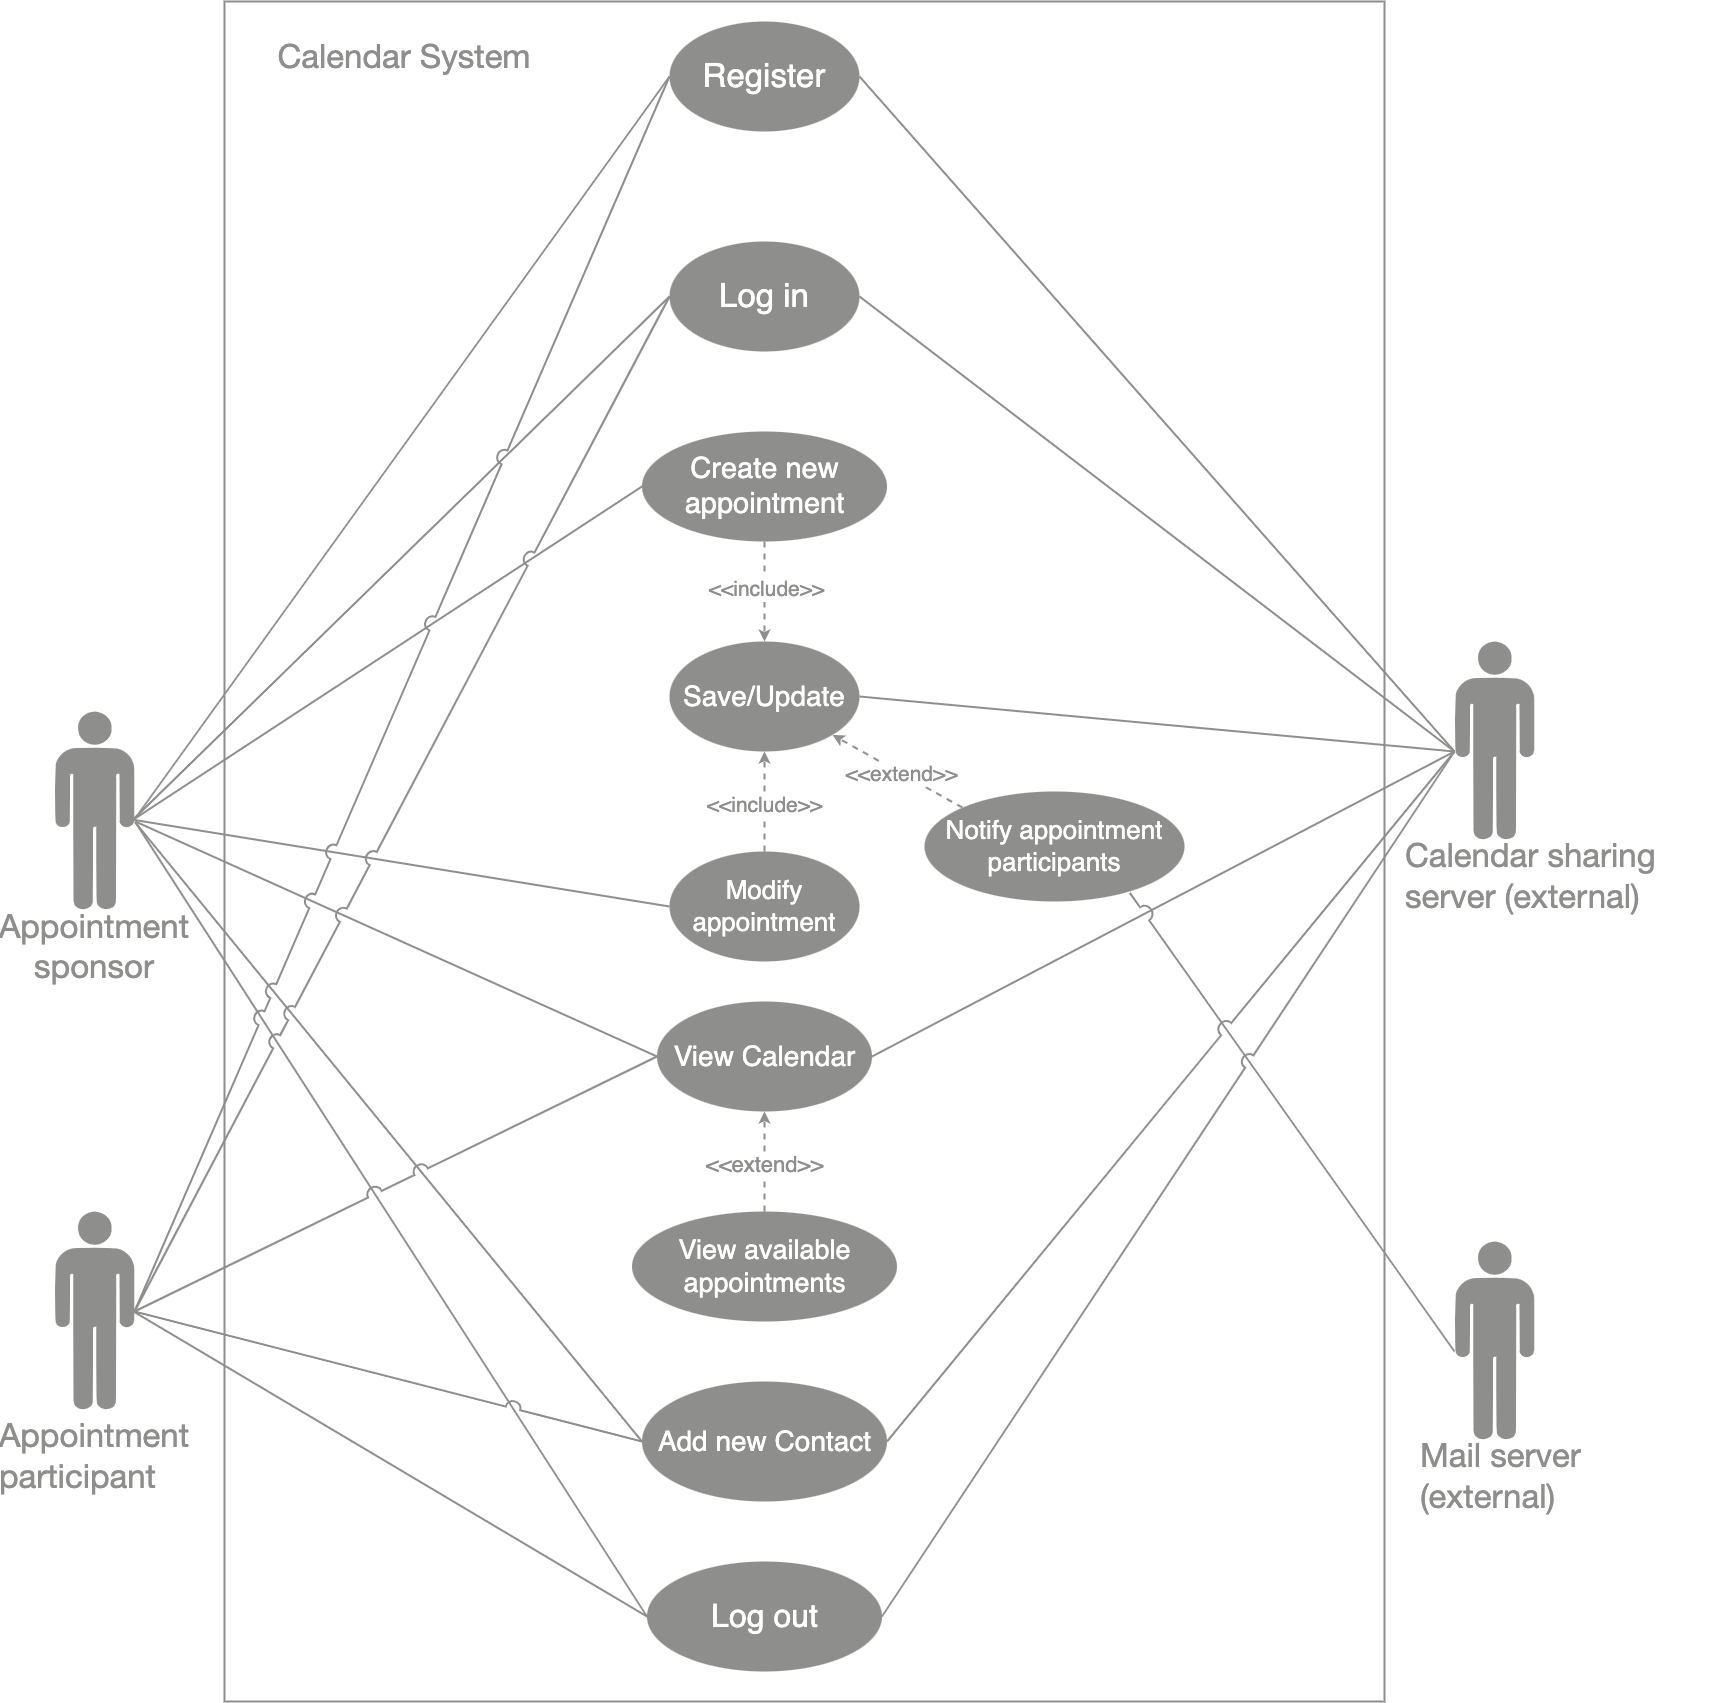 Calendar System
Register
Log in
Create new
appointment
<<include>>
Save/Update
<<extend>>
<<include>>
Notify appointment
participants
Modify
appointment
View Calendar
<<extend>>
View available
appointments
Add new Contact
Log out
Appointment
sponsor
Appointment
participant
Calendar sharing
server (external)
Mail server
(external)